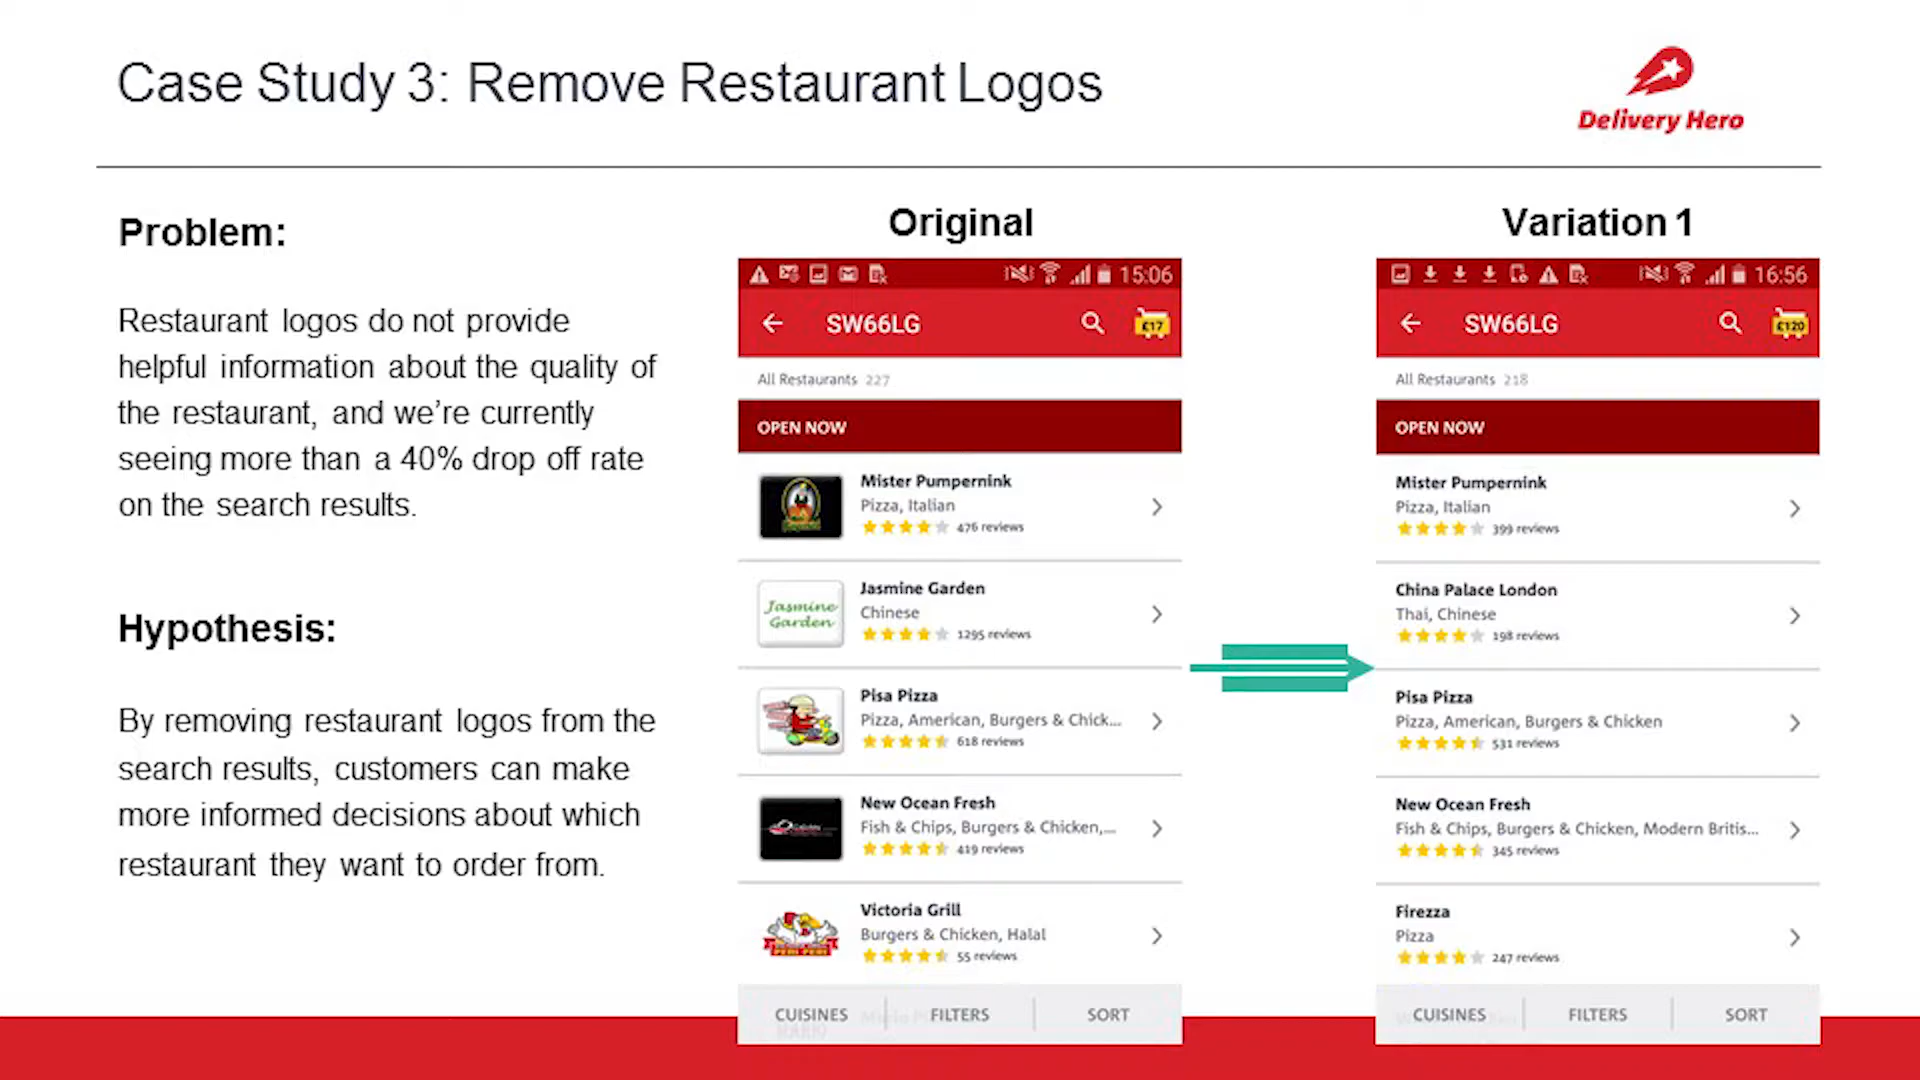 Case Study 3: Remove Restaurant Logos
Delivery Hero
Problem:
Restaurant logos do not provide
helpful information about the quality of
the restaurant, and we’re currently
seeing more than a 40% drop off rate
on the search results.
Hypothesis:
By removing restaurant logos from the
search results, customers can make
more informed decisions about which
restaurant they want to order from.
Original
15:06
SW66LG
£17
All Restaurants 227
OPEN NOW
Mister Pumpernink
Pizza, Italian
476 reviews
Jasmine
Garden
Jasmine Garden
Chinese
1295 reviews
Pisa Pizza
Pizza, American, Burgers & Chick...
618 reviews
New Ocean Fresh
Fish & Chips, Burgers & Chicken,...
419 reviews
Victoria Grill
Burgers & Chicken, Halal
55 reviews
CUISINES
FILTERS
SORT
Variation 1
16:56
SW66LG
£120
All Restaurants 218
OPEN NOW
Mister Pumpernink
Pizza, Italian
399 reviews
China Palace London
Thai, Chinese
198 reviews
Pisa Pizza
Pizza, American, Burgers & Chicken
531 reviews
New Ocean Fresh
Fish & Chips, Burgers & Chicken, Modern Britis...
345 reviews
Firezza
Pizza
247 reviews
CUISINES
FILTERS
SORT